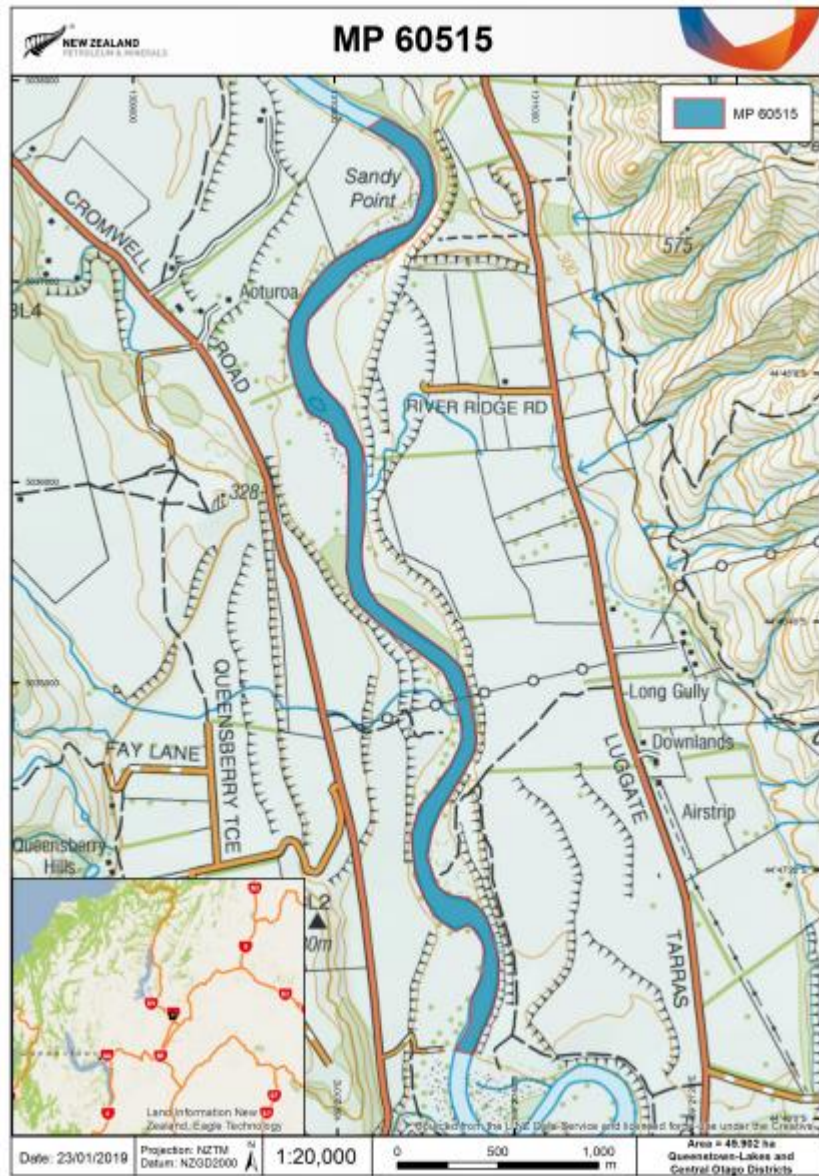 NEW ZEALAND
PETROLEUM & MINERALS
MP 60515
MP 60515
Sandy
Point
CROMWELL
575
300
Aoturoa
ROAD
RIVER RIDGE RD
328
QUEENSBERRY TCE
Long Gully
FAY LANE
Downlands
LUGGATE
Airstrip
Queensberry
Hills
TARRAS
Land Information New
Zealand, Eagle Technology
Date: 23/01/2019
Projection: NZTM
Datum: NZGD2000
N
1:20,000
0 500 1,000
m
Area = 49.902 ha
Queenstown-Lakes and
Central Otago Districts